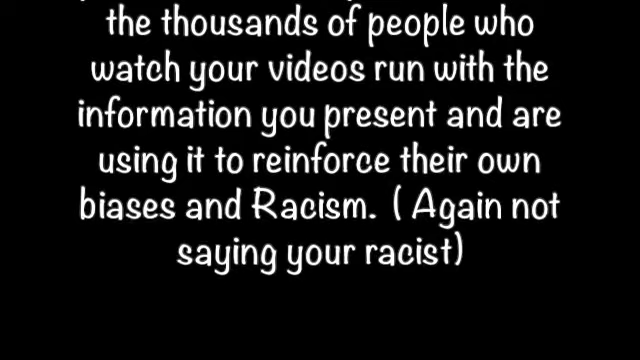 the thousands of people who
watch your videos run with the
information you present and are
using it to reinforce their own
biases and Racism. ( Again not
saying your racist)